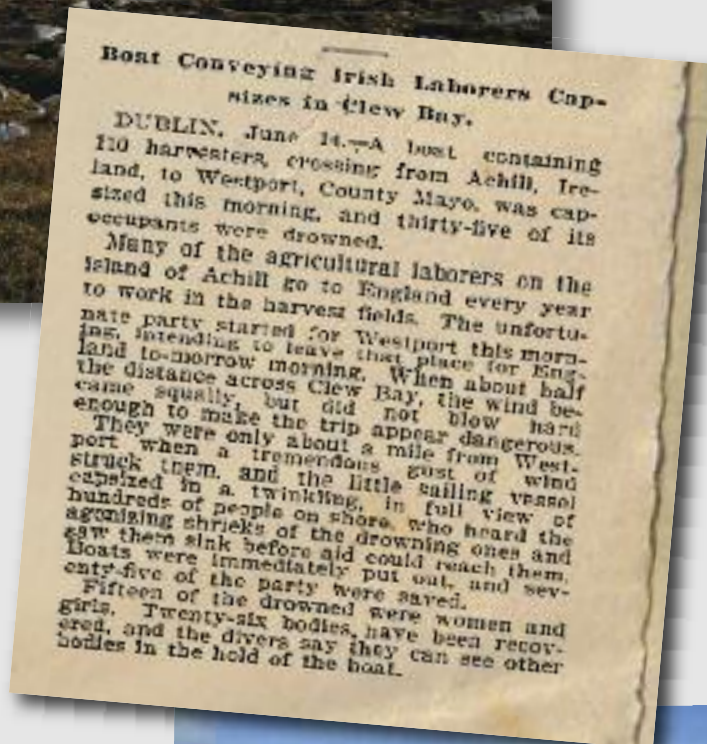 Boat Conveying Irish Laborers Cap-
sizes in Clew Bay.
DUBLIN, June 14.—A boat containing
110 harvesters, crossing from Achill, Ire-
land, to Westport, County Mayo, was cap-
sized this morning, and thirty-five of its
occupants were drowned.
Many of the agricultural laborers on the
island of Achill go to England every year
to work in the harvest fields. The unfortu-
nate party started for Westport this morn-
ing, intending to leave that place for Eng-
land to-morrow morning. When about half
the distance across Clew Bay, the wind be-
came squally, but did not blow hard
enough to make the trip appear dangerous.
They were only about a mile from West-
port when a tremendous gust of wind
struck them, and the little sailing vessel
capsized in a twinkling, in full view of
hundreds of people on shore, who heard the
agonizing shrieks of the drowning ones and
saw them sink before aid could reach them.
Boats were immediately put out, and sev-
enty-five of the party were saved.
Fifteen of the drowned were women and
girls. Twenty-six bodies, have been recov-
ered, and the divers say they can see other
bodies in the hold of the boat.